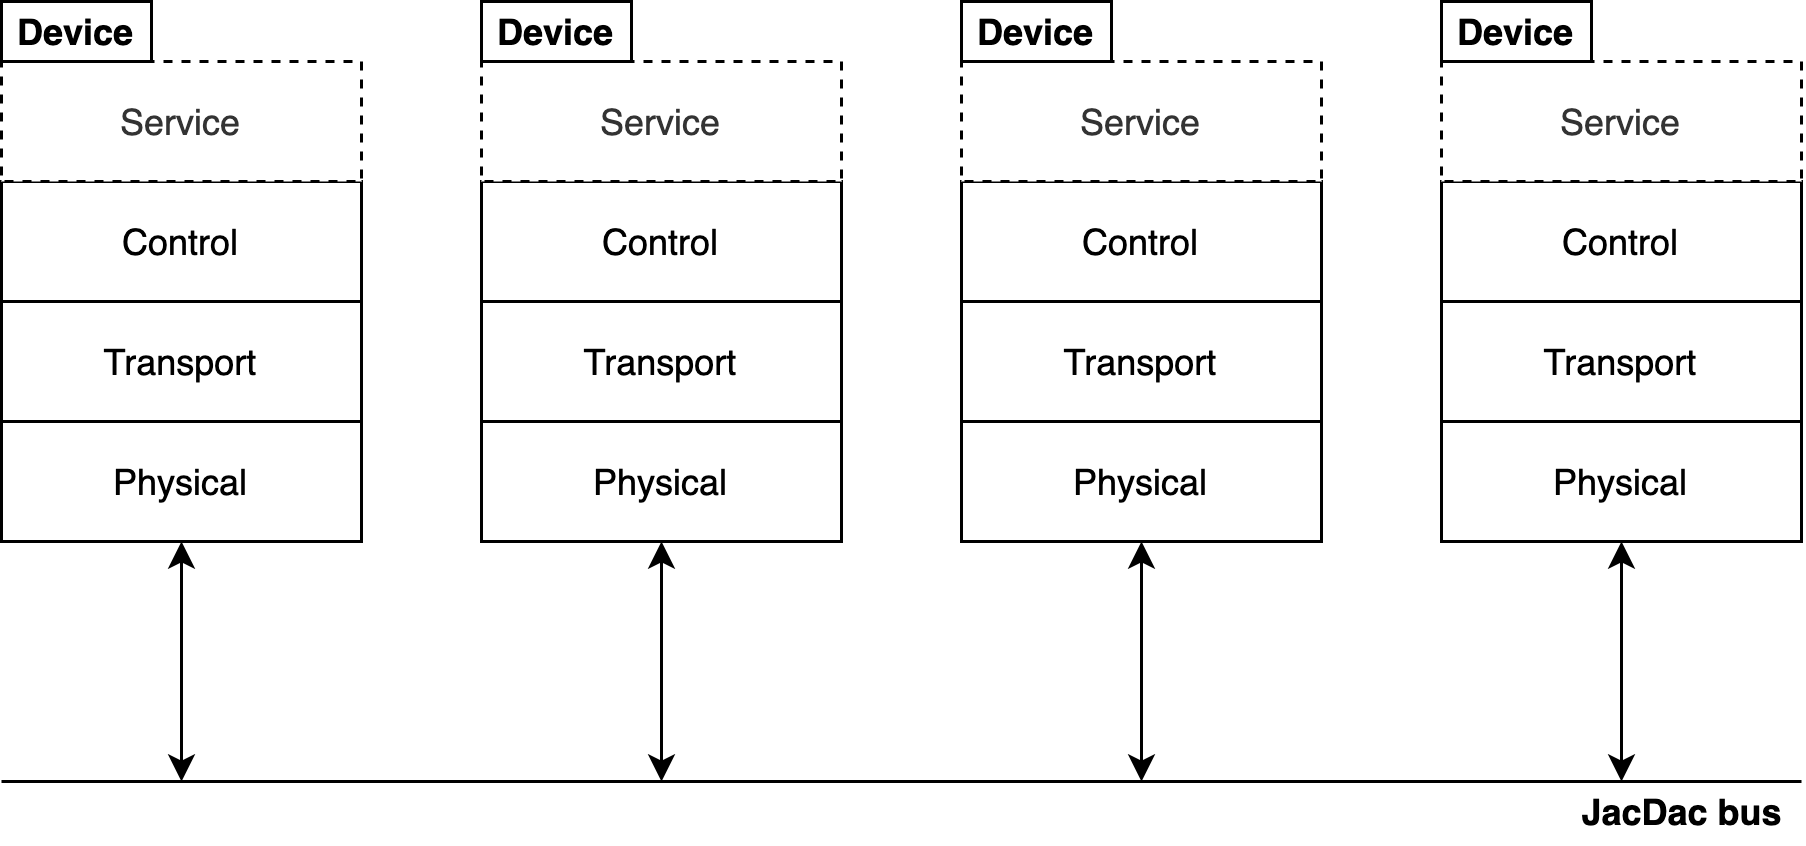 Device
Device
Device
Device
Service
Service
Service
Service
Control
Control
Control
Control
Transport
Transport
Transport
Transport
Physical
Physical
Physical
Physical
JacDac bus